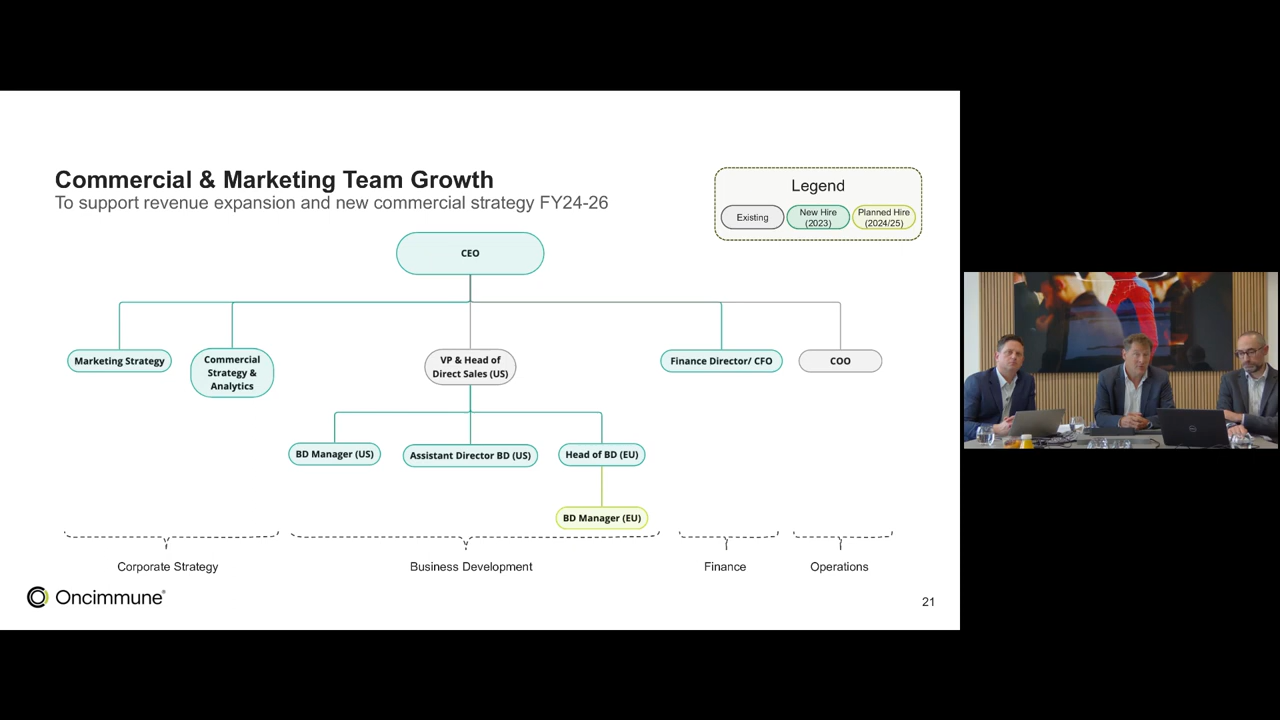 Commercial & Marketing Team Growth
To support revenue expansion and new commercial strategy FY24-26
Legend
Existing
New Hire
(2023)
Planned Hire
(2024/25)
CEO
Marketing Strategy
Commercial
Strategy &
Analytics
VP & Head of
Direct Sales (US)
Finance Director/ CFO
COO
BD Manager (US)
Assistant Director BD (US)
Head of BD (EU)
BD Manager (EU)
Corporate Strategy
Business Development
Finance
Operations
Oncimmune®
21